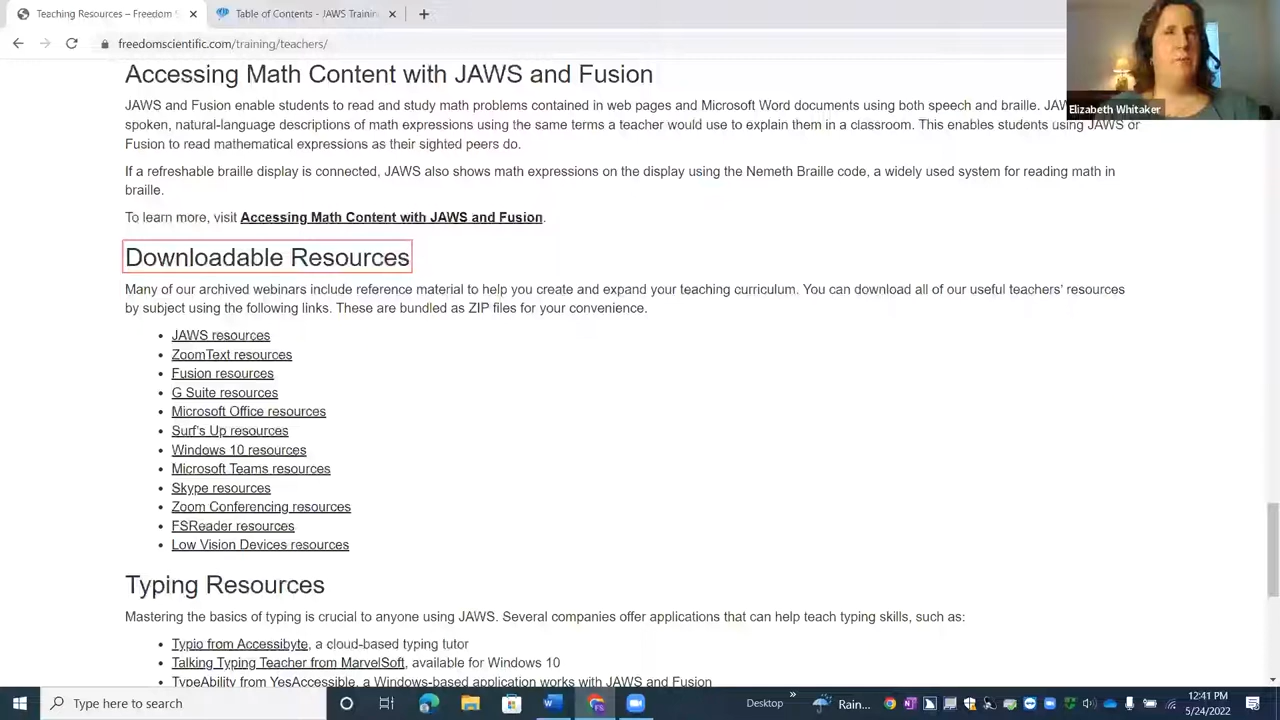 Teaching Resources – Freedom S
Table of Contents - JAWS Trainin
freedomscientific.com/training/teachers/
Elizabeth Whitaker
Accessing Math Content with JAWS and Fusion
JAWS and Fusion enable students to read and study math problems contained in web pages and Microsoft Word documents using both speech and braille. JAW
spoken, natural-language descriptions of math expressions using the same terms a teacher would use to explain them in a classroom. This enables students using JAWS or
Fusion to read mathematical expressions as their sighted peers do.
If a refreshable braille display is connected, JAWS also shows math expressions on the display using the Nemeth Braille code, a widely used system for reading math in
braille.
To learn more, visit Accessing Math Content with JAWS and Fusion.
Downloadable Resources
Many of our archived webinars include reference material to help you create and expand your teaching curriculum. You can download all of our useful teachers' resources
by subject using the following links. These are bundled as ZIP files for your convenience.
• JAWS resources
• ZoomText resources
• Fusion resources
• G Suite resources
• Microsoft Office resources
• Surf's Up resources
• Windows 10 resources
• Microsoft Teams resources
• Skype resources
• Zoom Conferencing resources
• FSReader resources
• Low Vision Devices resources
Typing Resources
Mastering the basics of typing is crucial to anyone using JAWS. Several companies offer applications that can help teach typing skills, such as:
• Typio from Accessibyte, a cloud-based typing tutor
• Talking Typing Teacher from MarvelSoft, available for Windows 10
• TypeAbility from YesAccessible, a Windows-based application works with JAWS and Fusion
Type here to search
Desktop
Rain...
12:41 PM
5/24/2022